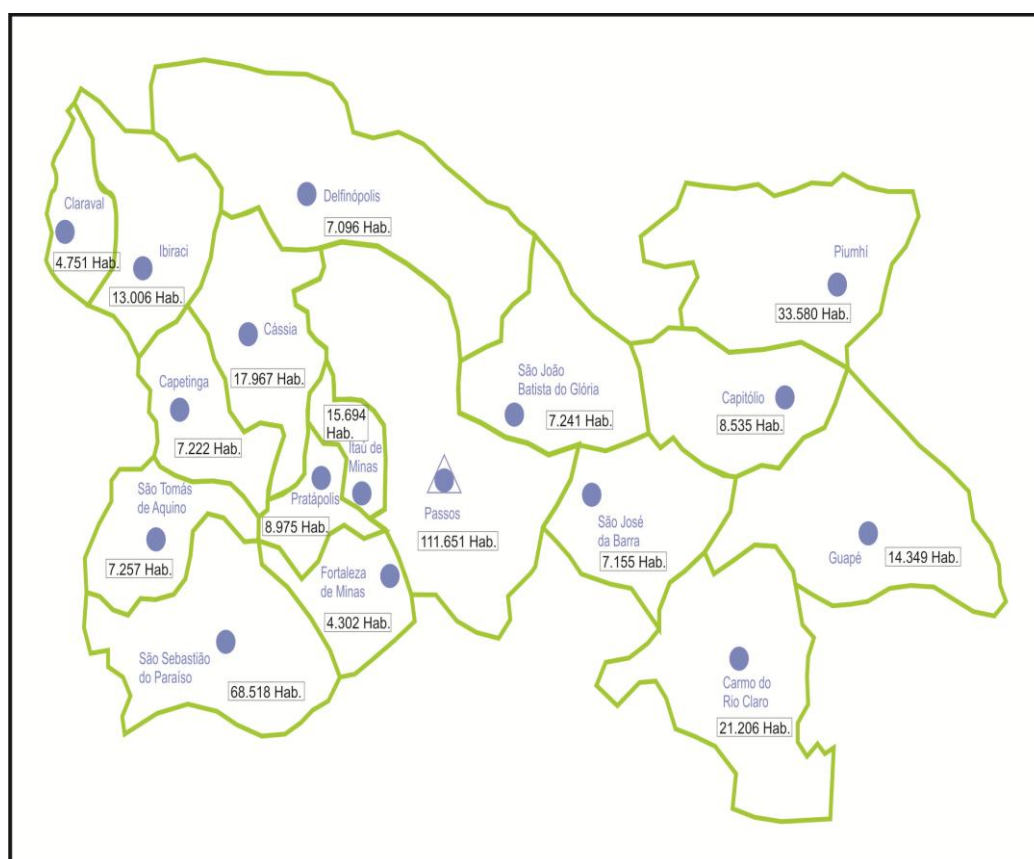 Claraval
4.751 Hab.
Ibiraci
13.006 Hab.
Delfinópolis
7.096 Hab.
Piumhí
33.580 Hab.
Cássia
17.967 Hab.
Capetinga
7.222 Hab.
15.694
Hab.
Itaú de
Minas
São João
Batista do Glória
7.241 Hab.
Capitólio
8.535 Hab.
São Tomás
de Aquino
7.257 Hab.
Pratápolis
8.975 Hab.
Passos
111.651 Hab.
São José
da Barra
7.155 Hab.
Guapé
14.349 Hab.
Fortaleza
de Minas
4.302 Hab.
São Sebastião
do Paraíso
68.518 Hab.
Carmo do
Rio Claro
21.206 Hab.